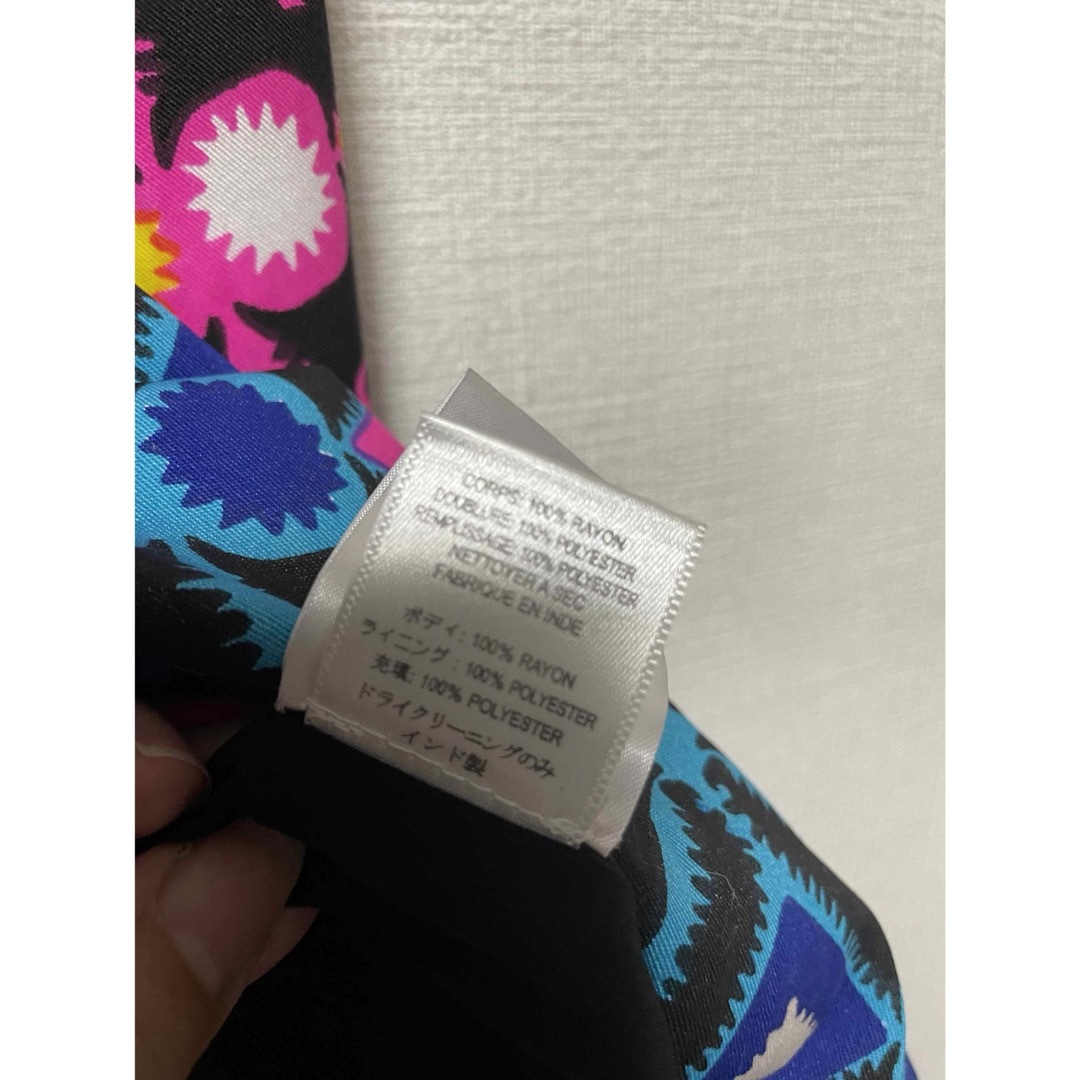 CORPS: 100% RAYON
DOUBLURE: 100% POLYESTER
REMPLISSAGE: 100% POLYESTER
NETTOYER A SEC
FABRIQUE EN INDE
ボディ: 100% RAYON
ライニング: 100% POLYESTER
充填: 100% POLYESTER
ドライクリーニングのみ
インド製